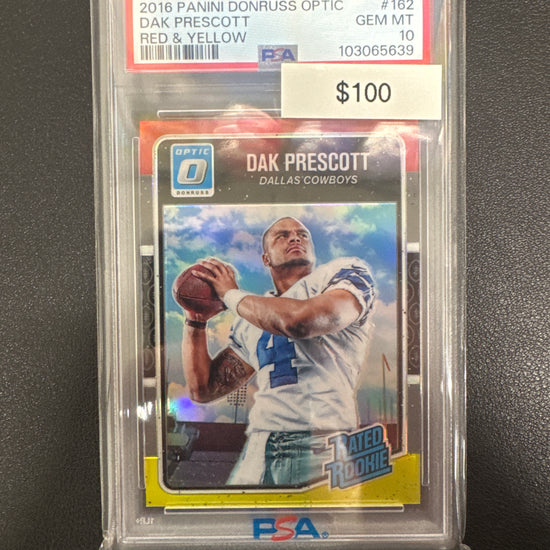 2016 PANINI DONRUSS OPTIC #162
DAK PRESCOTT GEM MT
RED & YELLOW 10
PSA 103065639
$100
OPTIC
O
DONRUSS
DAK PRESCOTT
DALLAS COWBOYS
4
RATED
ROOKIE
PSA